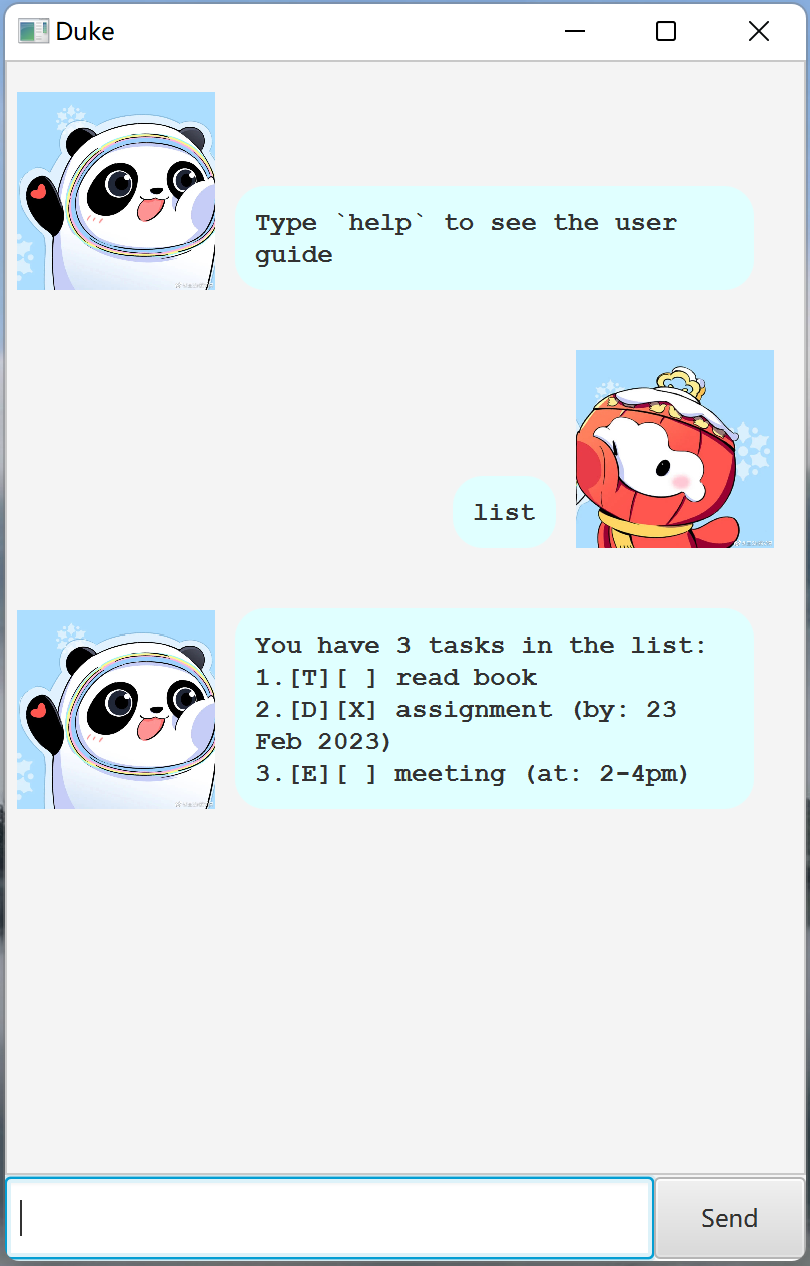 Duke
Type `help` to see the user
guide
list
You have 3 tasks in the list:
1.[T][ ] read book
2.[D][X] assignment (by: 23
Feb 2023)
3.[E][ ] meeting (at: 2-4pm)
Send